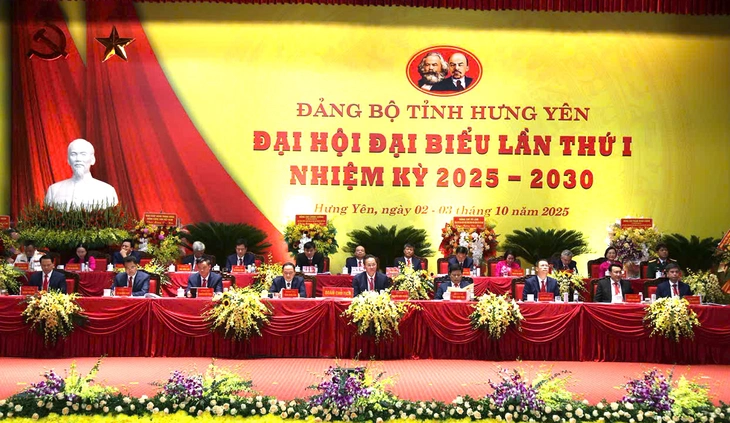 ĐẢNG BỘ TỈNH HƯNG YÊN
ĐẠI HỘI ĐẠI BIỂU LẦN THỨ I
NHIỆM KỲ 2025 - 2030
Hưng Yên, ngày 02 - 03 tháng 10 năm 2025